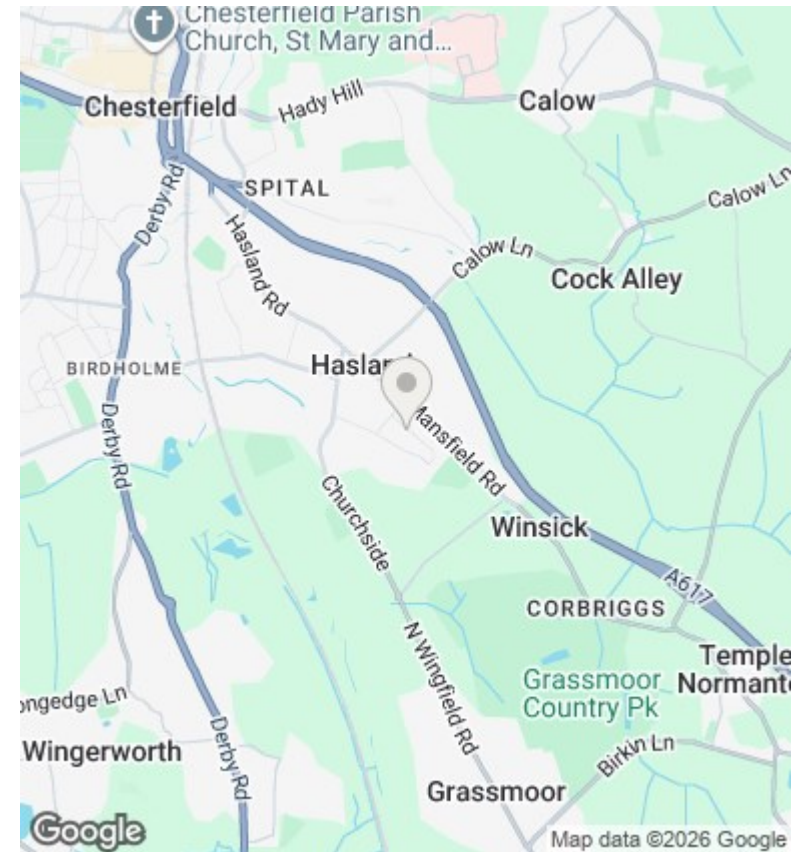 Chesterfield Parish
Church, St Mary and...
Chesterfield
Hady Hill
Calow
SPITAL
Derby Rd
Hasland Rd
Calow Ln
Calow Ln
Cock Alley
BIRDHOLME
Derby Rd
Mansfield Rd
Churchside
Winsick
A617
CORBRIGGS
N Wingfield Rd
Temple
Grassmoor
Country Pk
Derby Rd
Wingerworth
Birkin Ln
Grassmoor
Google
Map data ©2026 Google